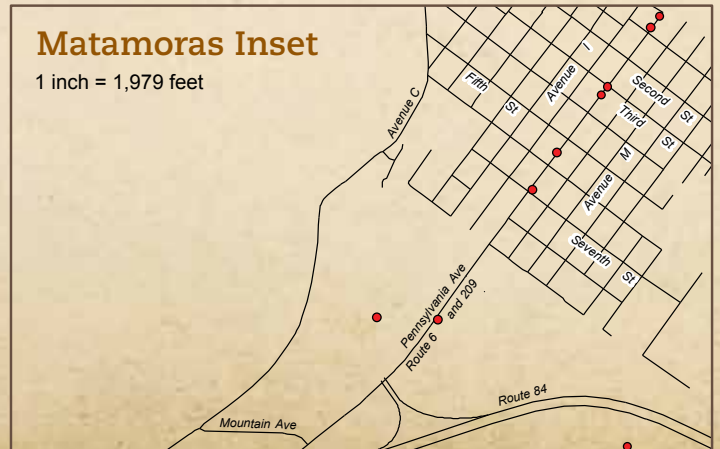 Matamoras Inset
1 inch = 1,979 feet
Avenue C
Fifth St
Avenue I
Second St
Third St
Avenue M
Seventh St
Pennsylvania Ave
Route 6 and 209
Route 84
Mountain Ave